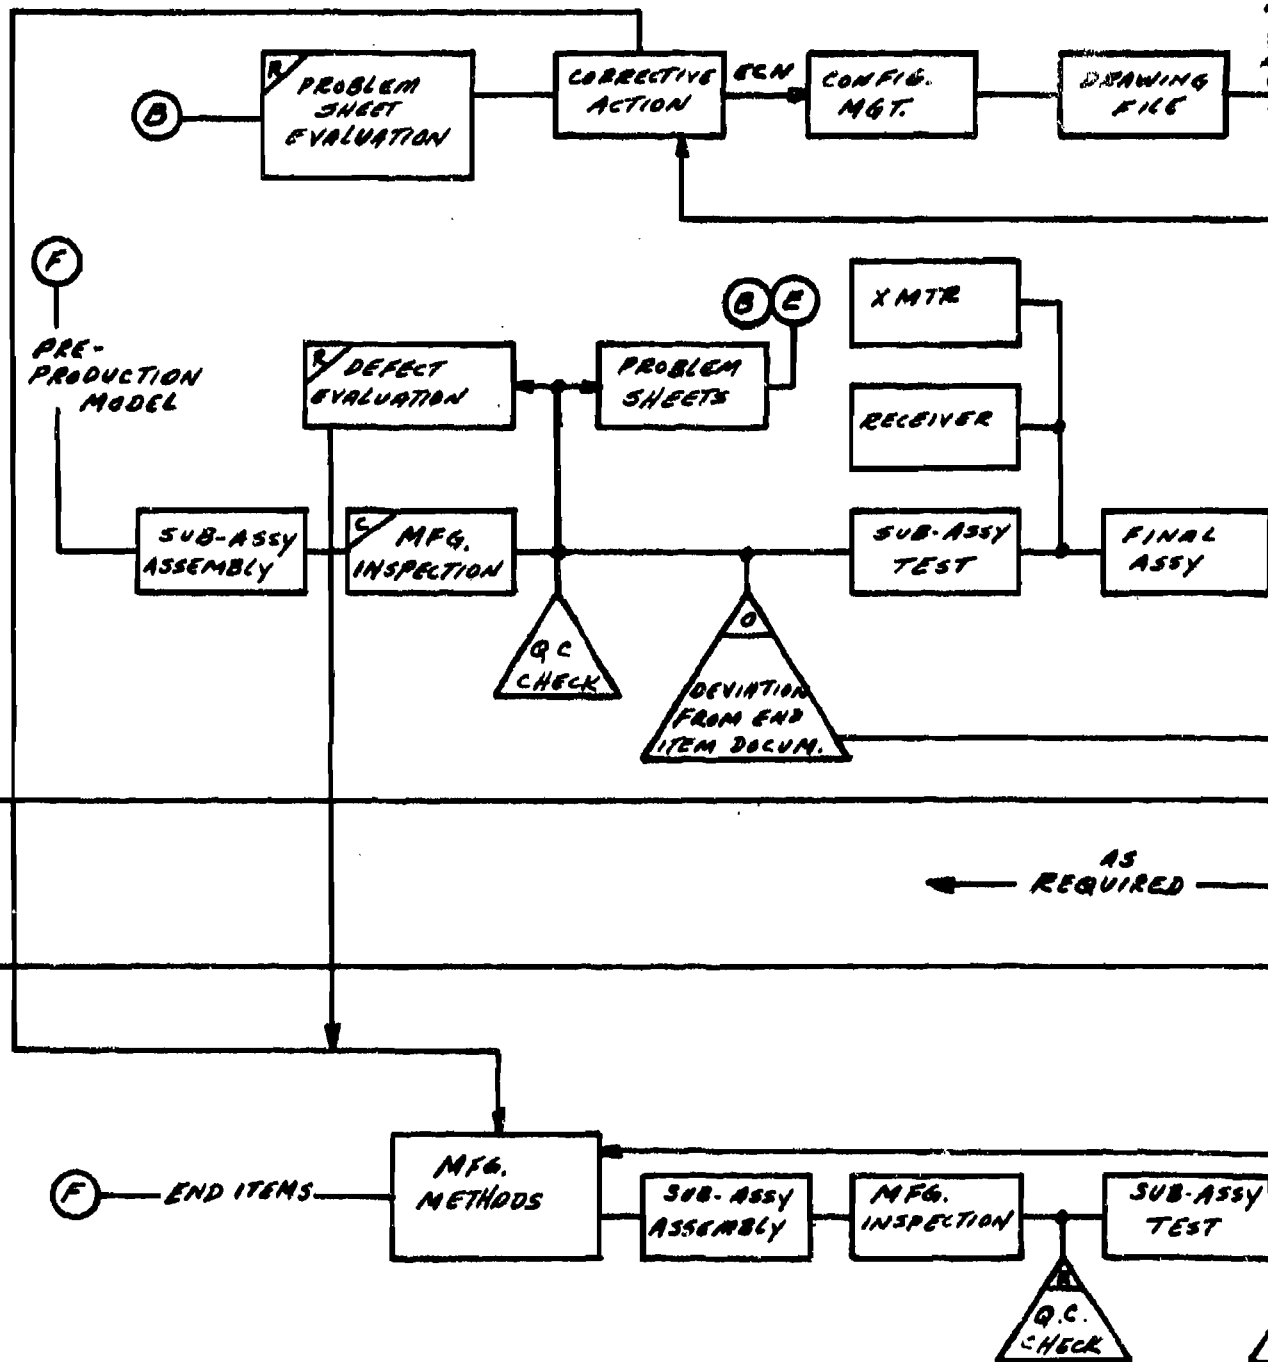 R
PROBLEM
SHEET
EVALUATION
B
CORRECTIVE
ACTION
ECN
CONFIG.
MGT.
DRAWING
FILE
F
PRE-
PRODUCTION
MODEL
R
DEFECT
EVALUATION
PROBLEM
SHEETS
B E
XMTR
RECEIVER
SUB-ASSY
ASSEMBLY
C
MFG.
INSPECTION
SUB-ASSY
TEST
FINAL
ASSY
QC
CHECK
O
DEVIATION
FROM END
ITEM DOCUM.
AS
REQUIRED
F
END ITEMS
MFG.
METHODS
SUB-ASSY
ASSEMBLY
MFG.
INSPECTION
SUB-ASSY
TEST
Q.C.
CHECK